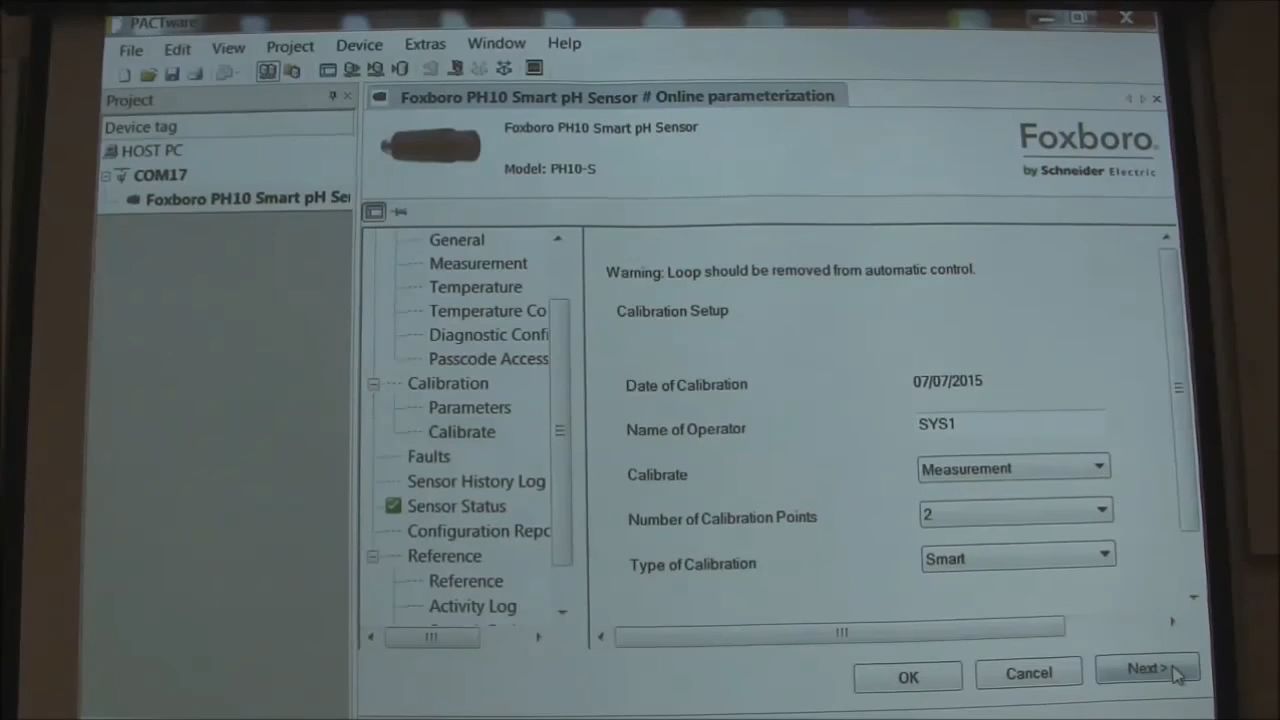 PACTware
File Edit View Project Device Extras Window Help
Project
Device tag
HOST PC
COM17
Foxboro PH10 Smart pH Se
Foxboro PH10 Smart pH Sensor # Online parameterization
Foxboro PH10 Smart pH Sensor
Model: PH10-S
Foxboro
by Schneider Electric
General
Measurement
Temperature
Temperature Co
Diagnostic Confi
Passcode Access
Calibration
Parameters
Calibrate
Faults
Sensor History Log
Sensor Status
Configuration Repo
Reference
Reference
Activity Log
Warning: Loop should be removed from automatic control.
Calibration Setup
Date of Calibration 07/07/2015
Name of Operator SYS1
Calibrate Measurement
Number of Calibration Points 2
Type of Calibration Smart
OK Cancel Next>